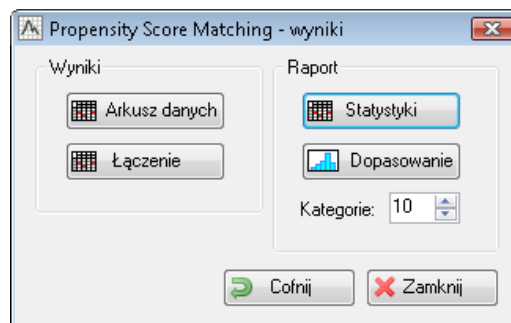 Propensity Score Matching - wyniki
Wyniki
Arkusz danych
Łączenie
Raport
Statystyki
Dopasowanie
Kategorie: 10
Cofnij
Zamknij